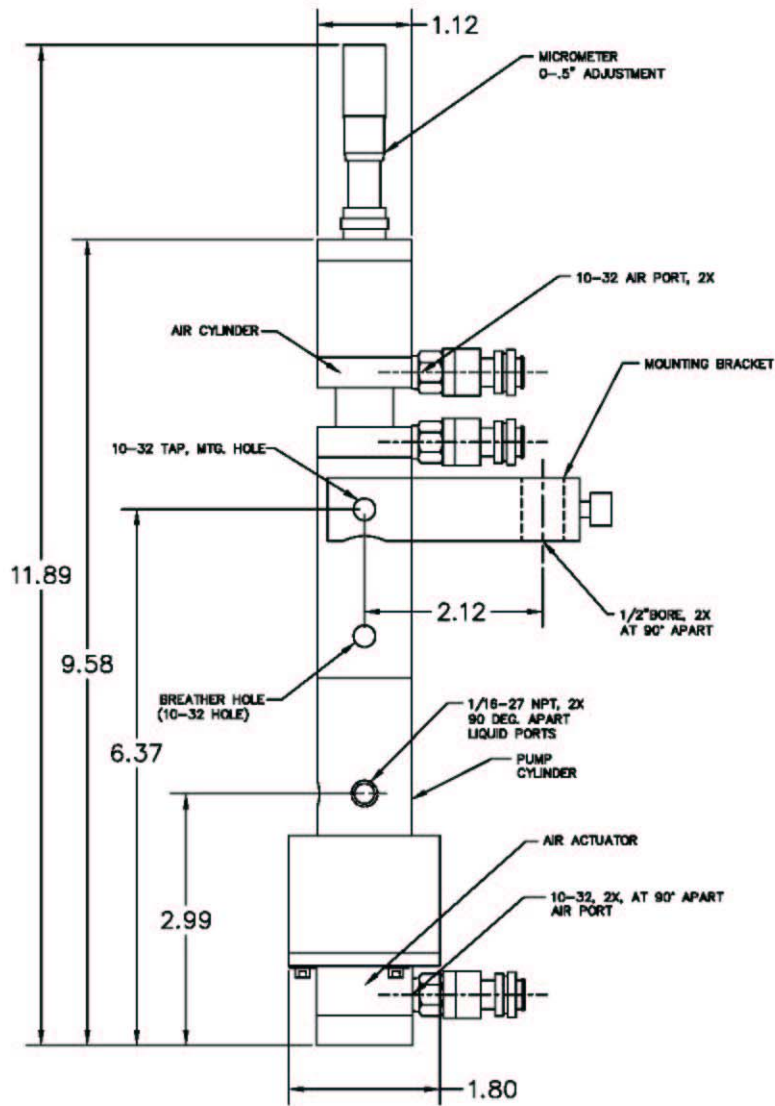 1.12
MICROMETER
0-.5" ADJUSTMENT
10-32 AIR PORT, 2X
AIR CYLINDER
MOUNTING BRACKET
10-32 TAP, MTG. HOLE
11.89
2.12
1/2"BORE, 2X
AT 90° APART
9.58
BREATHER HOLE
(10-32 HOLE)
1/16-27 NPT, 2X
90 DEG. APART
LIQUID PORTS
6.37
PUMP
CYLINDER
AIR ACTUATOR
10-32, 2X, AT 90° APART
AIR PORT
2.99
1.80